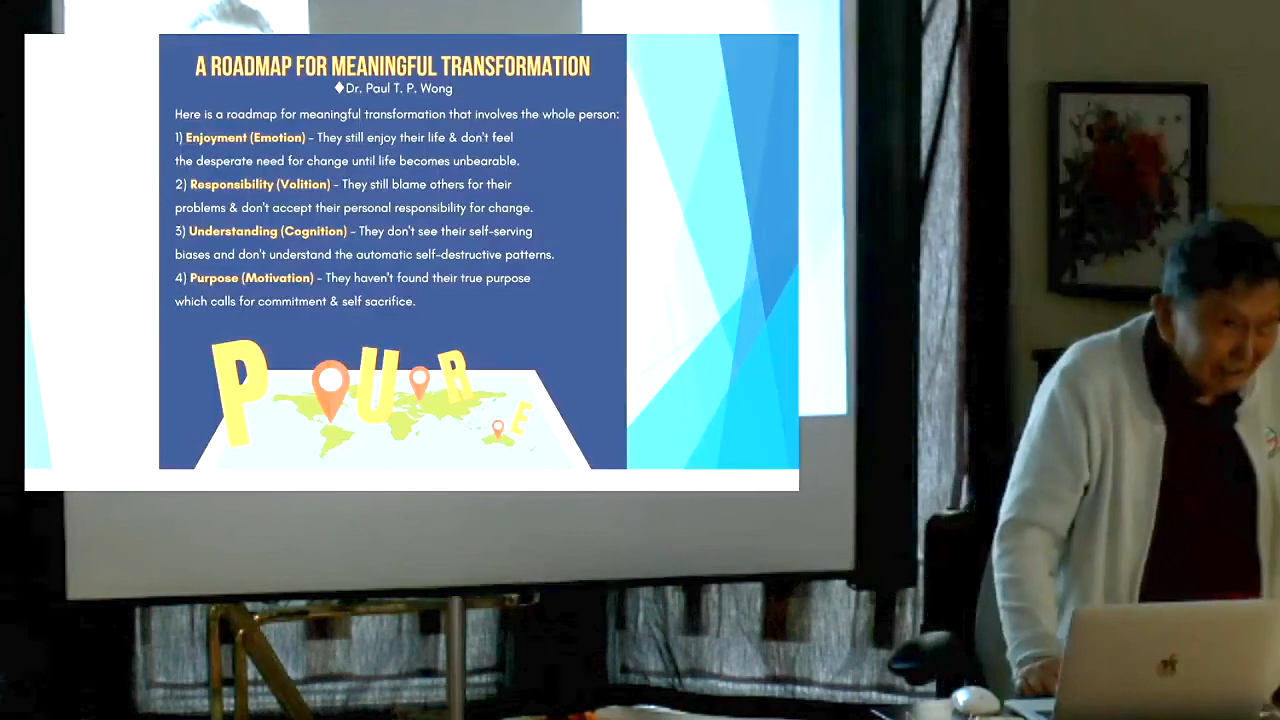 A ROADMAP FOR MEANINGFUL TRANSFORMATION
♦Dr. Paul T. P. Wong
Here is a roadmap for meaningful transformation that involves the whole person:
1) Enjoyment (Emotion) - They still enjoy their life & don't feel
the desperate need for change until life becomes unbearable.
2) Responsibility (Volition) - They still blame others for their
problems & don't accept their personal responsibility for change.
3) Understanding (Cognition) - They don't see their self-serving
biases and don't understand the automatic self-destructive patterns.
4) Purpose (Motivation) - They haven't found their true purpose
which calls for commitment & self sacrifice.
P U R E